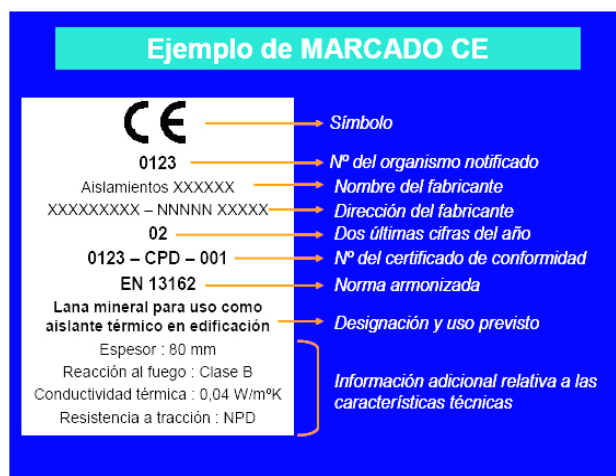 Ejemplo de MARCADO CE
CE
Símbolo
0123
Nº del organismo notificado
Aislamientos XXXXXX
Nombre del fabricante
XXXXXXXXX – NNNNN XXXXX
Dirección del fabricante
02
Dos últimas cifras del año
0123 – CPD – 001
Nº del certificado de conformidad
EN 13162
Norma armonizada
Lana mineral para uso como
aislante térmico en edificación
Designación y uso previsto
Espesor : 80 mm
Reacción al fuego : Clase B
Conductividad térmica : 0,04 W/mºK
Resistencia a tracción : NPD
Información adicional relativa a las
características técnicas